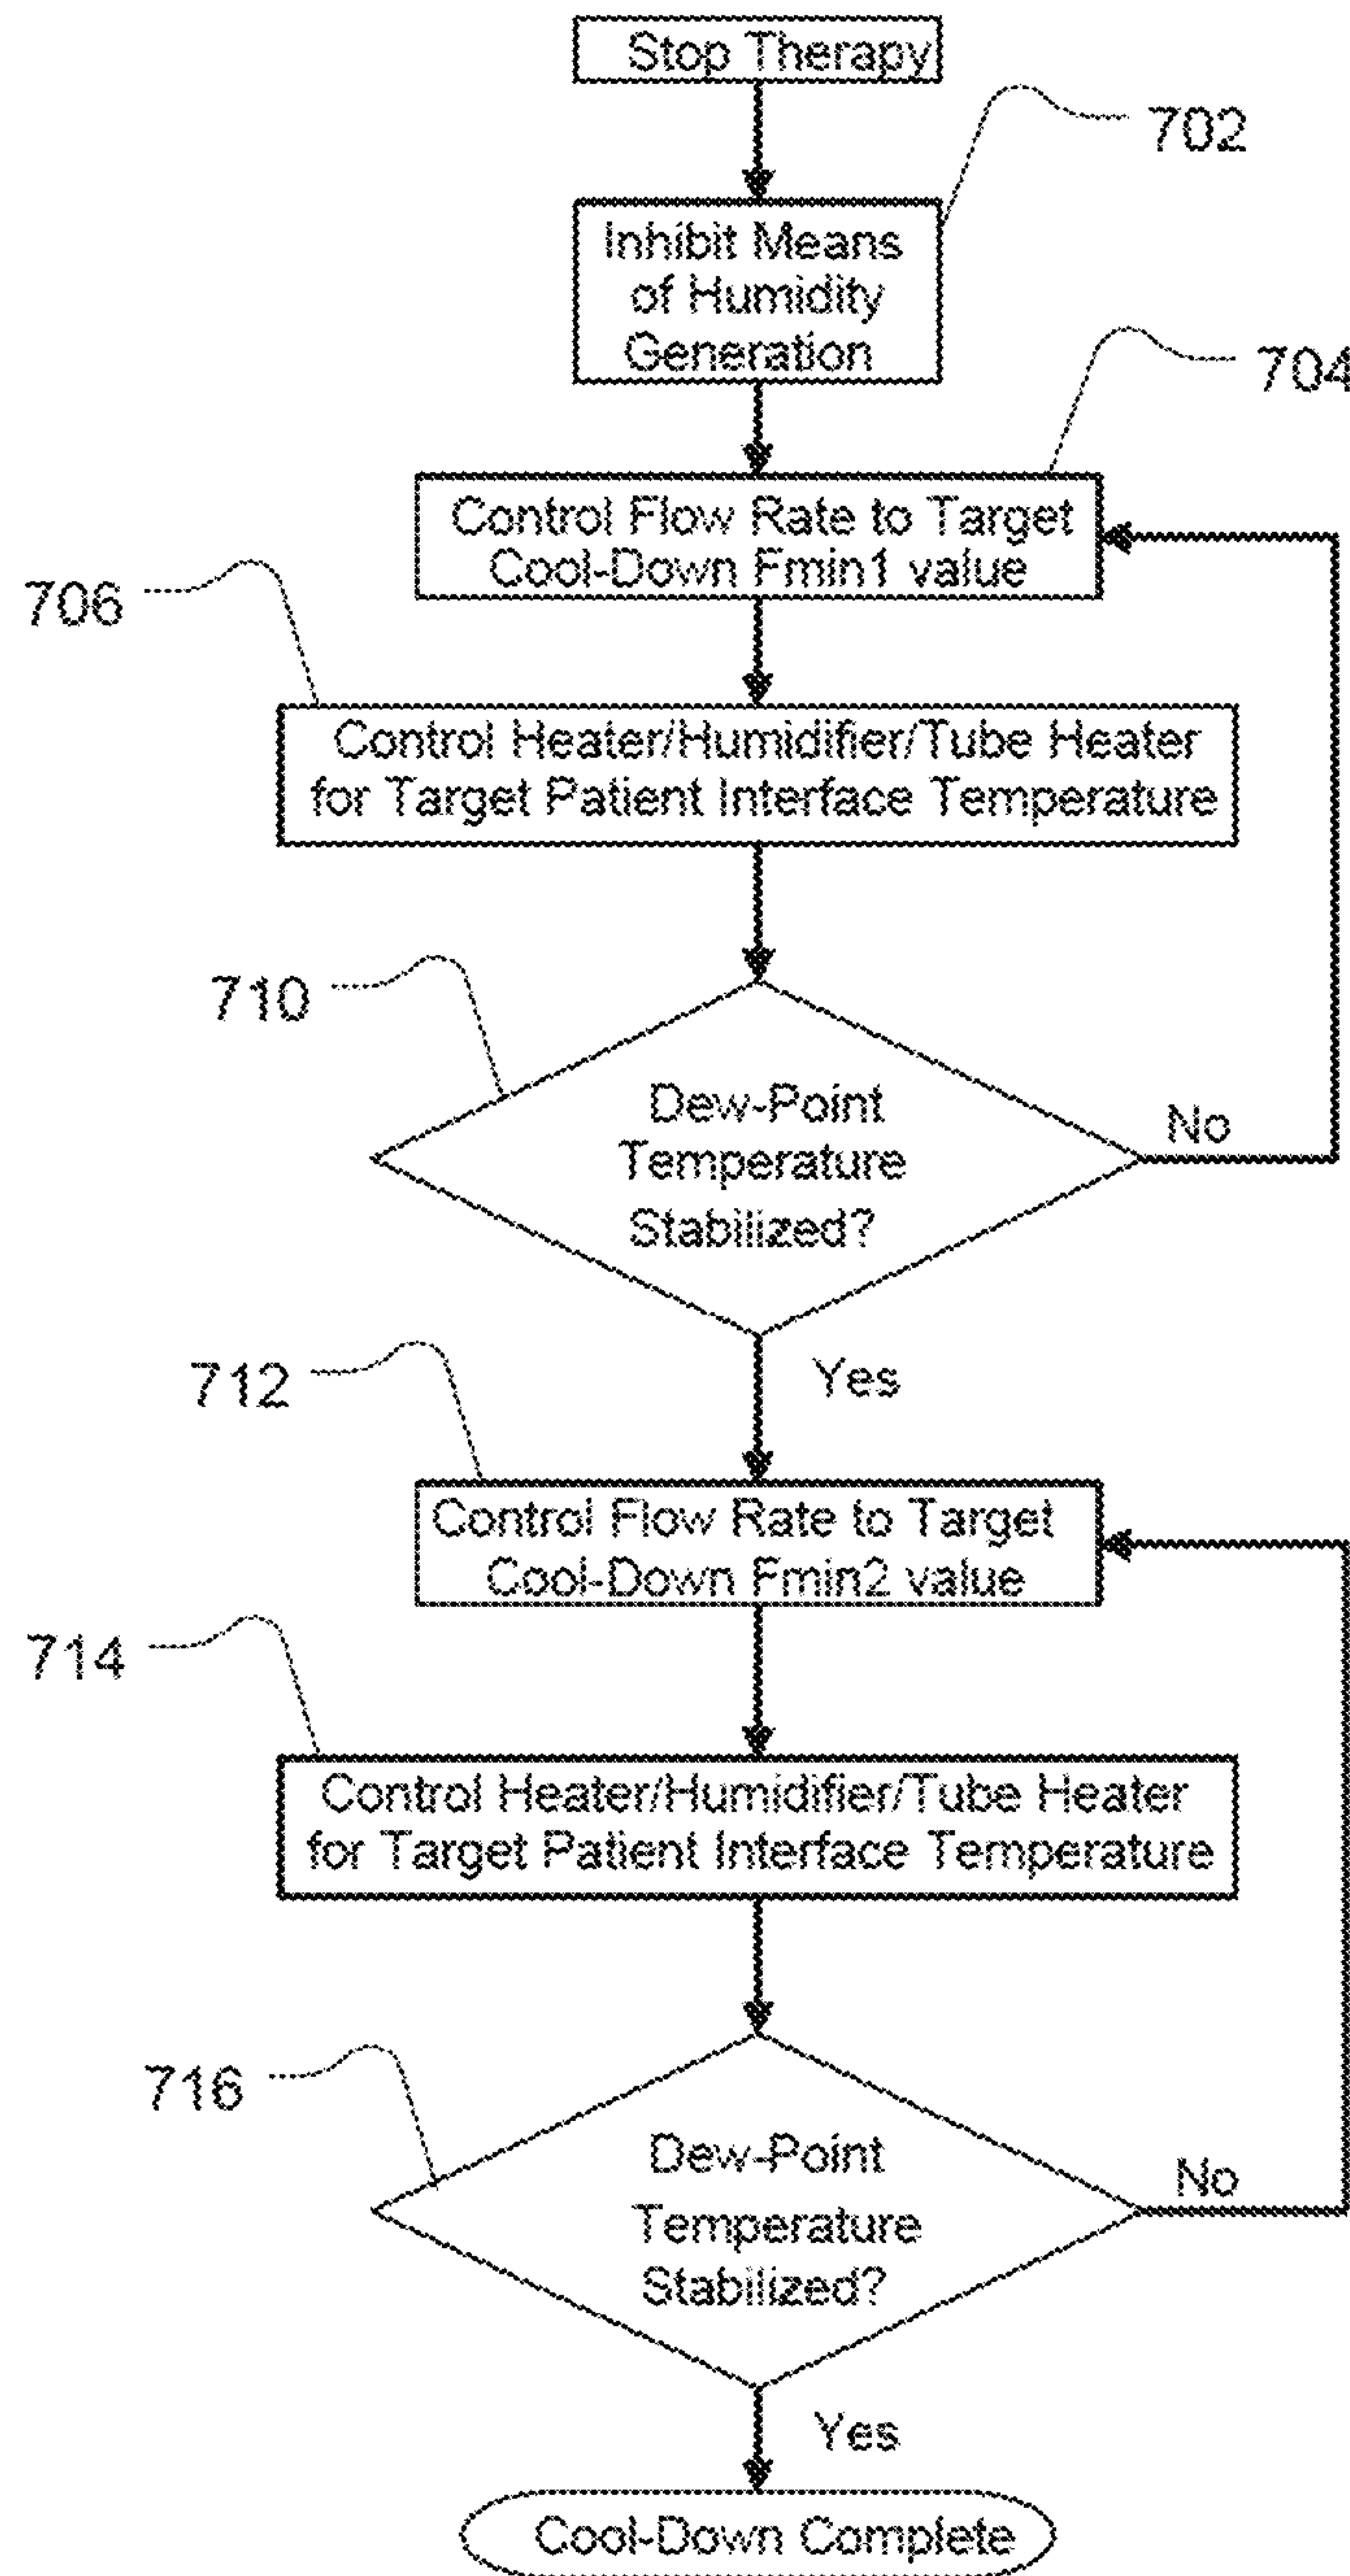 Stop Therapy
702
Inhibit Means
of Humidity
Generation
704
Control Flow Rate to Target
Cool-Down Fmin1 value
706
Control Heater/Humidifier/Tube Heater
for Target Patient Interface Temperature
710
Dew-Point
Temperature
Stabilized?
No
Yes
712
Control Flow Rate to Target
Cool-Down Fmin2 value
714
Control Heater/Humidifier/Tube Heater
for Target Patient Interface Temperature
716
Dew-Point
Temperature
Stabilized?
No
Yes
Cool-Down Complete